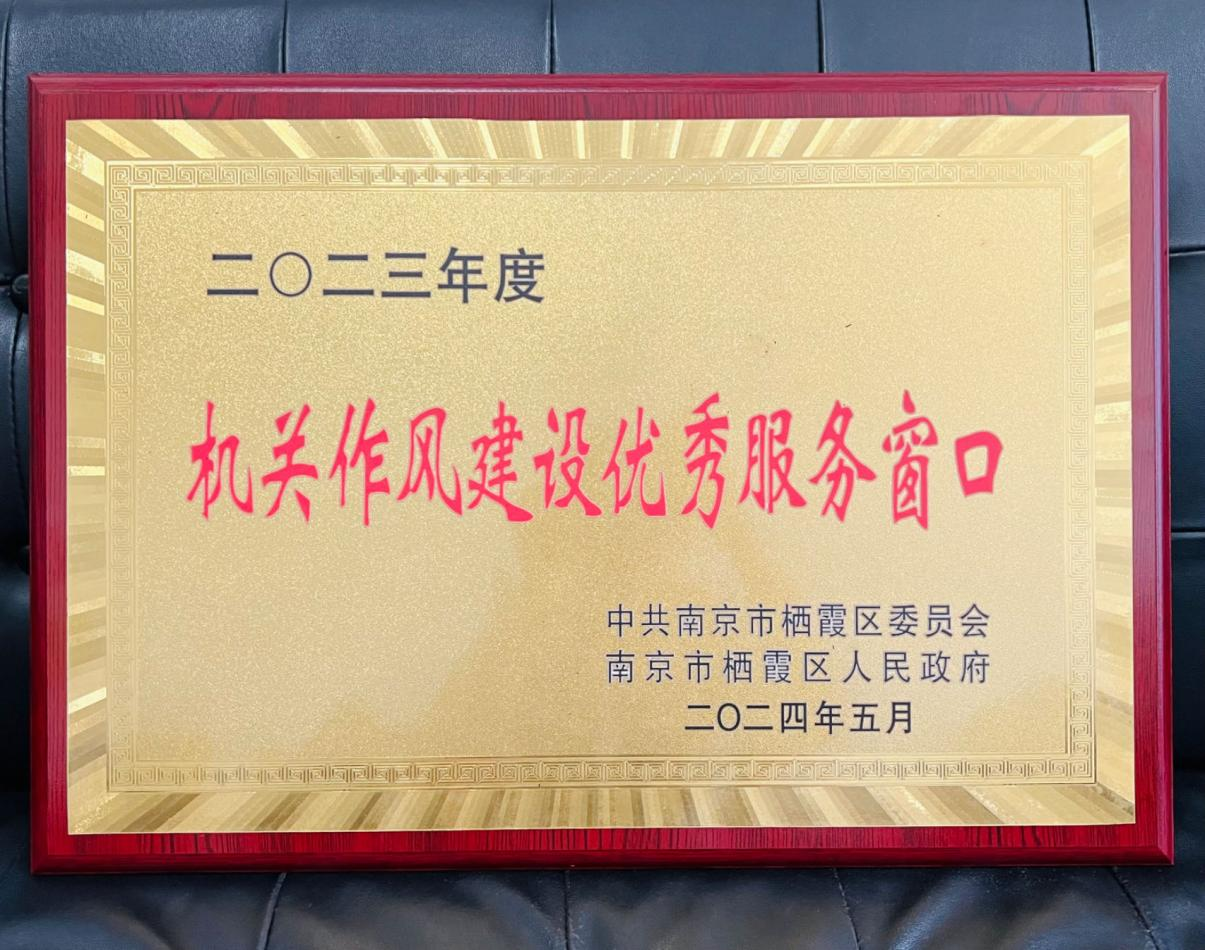 二〇二三年度
机关作风建设优秀服务窗口
中共南京市栖霞区委员会
南京市栖霞区人民政府
二〇二四年五月